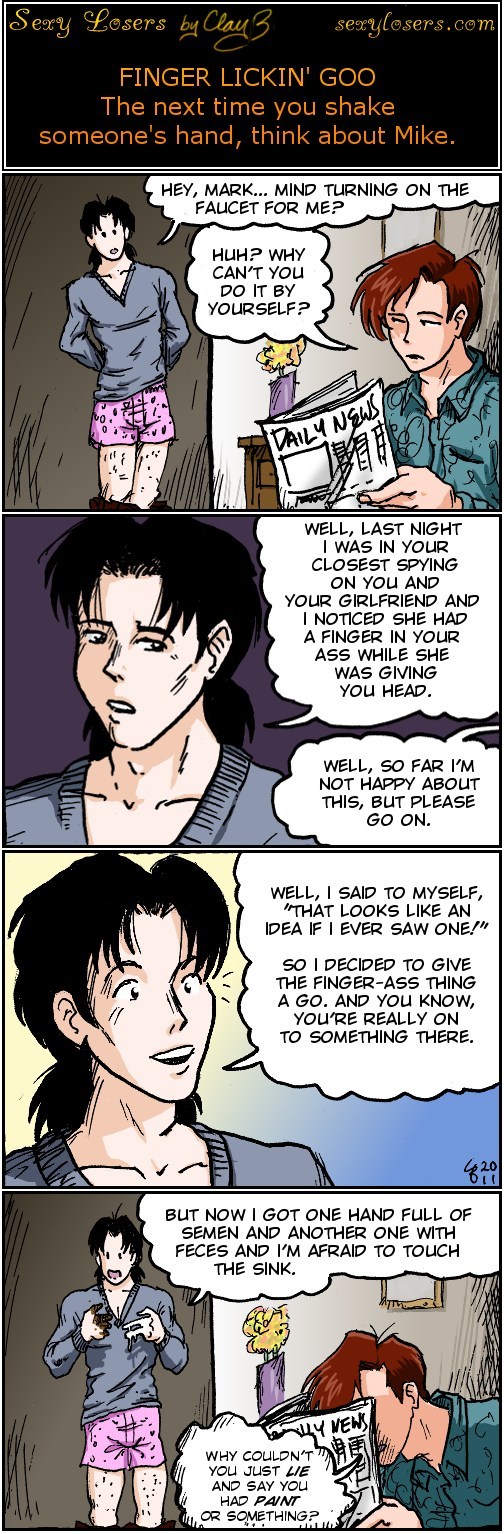 Sexy Losers by Clay B sexylosers.com
FINGER LICKIN' GOO
The next time you shake
someone's hand, think about Mike.
HEY, MARK... MIND TURNING ON THE
FAUCET FOR ME?
HUH? WHY
CAN'T YOU
DO IT BY
YOURSELF?
DAILY NEWS
WELL, LAST NIGHT
I WAS IN YOUR
CLOSEST SPYING
ON YOU AND
YOUR GIRLFRIEND AND
I NOTICED SHE HAD
A FINGER IN YOUR
ASS WHILE SHE
WAS GIVING
YOU HEAD.
WELL, SO FAR I'M
NOT HAPPY ABOUT
THIS, BUT PLEASE
GO ON.
WELL, I SAID TO MYSELF,
"THAT LOOKS LIKE AN
IDEA IF I EVER SAW ONE!"
SO I DECIDED TO GIVE
THE FINGER-ASS THING
A GO. AND YOU KNOW,
YOU'RE REALLY ON
TO SOMETHING THERE.
CB 20
11
BUT NOW I GOT ONE HAND FULL OF
SEMEN AND ANOTHER ONE WITH
FECES AND I'M AFRAID TO TOUCH
THE SINK.
ILY NEWS
WHY COULDN'T
YOU JUST LIE
AND SAY YOU
HAD PAINT
OR SOMETHING?